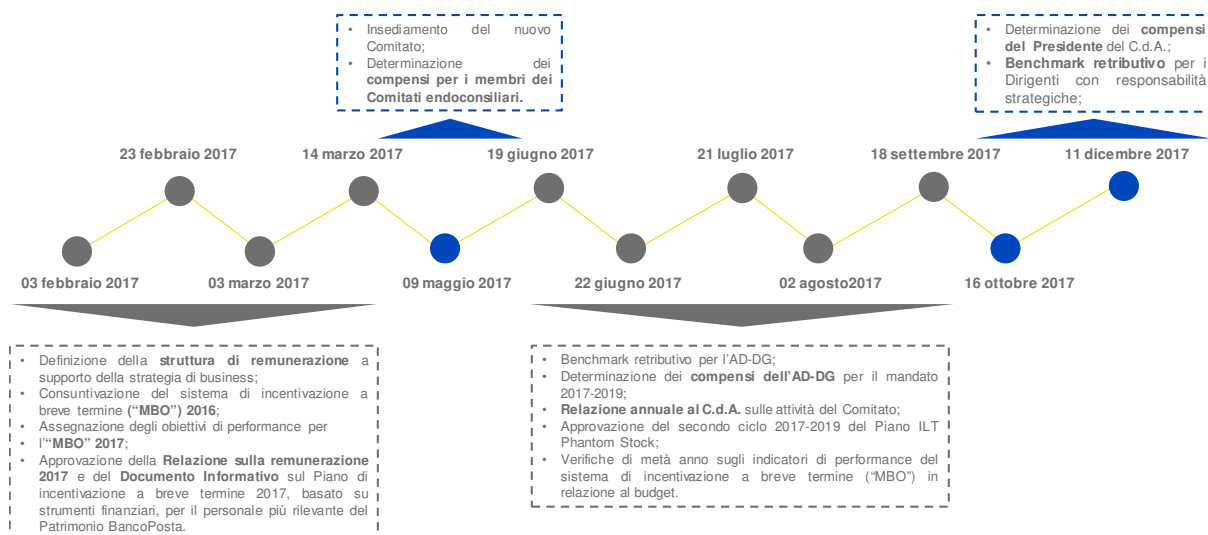 • Insediamento del nuovo
Comitato;
• Determinazione dei
compensi per i membri dei
Comitati endoconsiliari.
• Determinazione dei compensi
del Presidente del C.d.A.;
• Benchmark retributivo per i
Dirigenti con responsabilità
strategiche;
23 febbraio 2017
14 marzo 2017
19 giugno 2017
21 luglio 2017
18 settembre 2017
11 dicembre 2017
03 febbraio 2017
03 marzo 2017
09 maggio 2017
22 giugno 2017
02 agosto2017
16 ottobre 2017
• Definizione della struttura di remunerazione a
supporto della strategia di business;
• Consuntivazione del sistema di incentivazione a
breve termine (“MBO”) 2016;
• Assegnazione degli obiettivi di performance per
• l’“MBO” 2017;
• Approvazione della Relazione sulla remunerazione
2017 e del Documento Informativo sul Piano di
incentivazione a breve termine 2017, basato su
strumenti finanziari, per il personale più rilevante del
Patrimonio BancoPosta.
• Benchmark retributivo per l’AD-DG;
• Determinazione dei compensi dell’AD-DG per il mandato
2017-2019;
• Relazione annuale al C.d.A. sulle attività del Comitato;
• Approvazione del secondo ciclo 2017-2019 del Piano ILT
Phantom Stock;
• Verifiche di metà anno sugli indicatori di performance del
sistema di incentivazione a breve termine (“MBO”) in
relazione al budget.